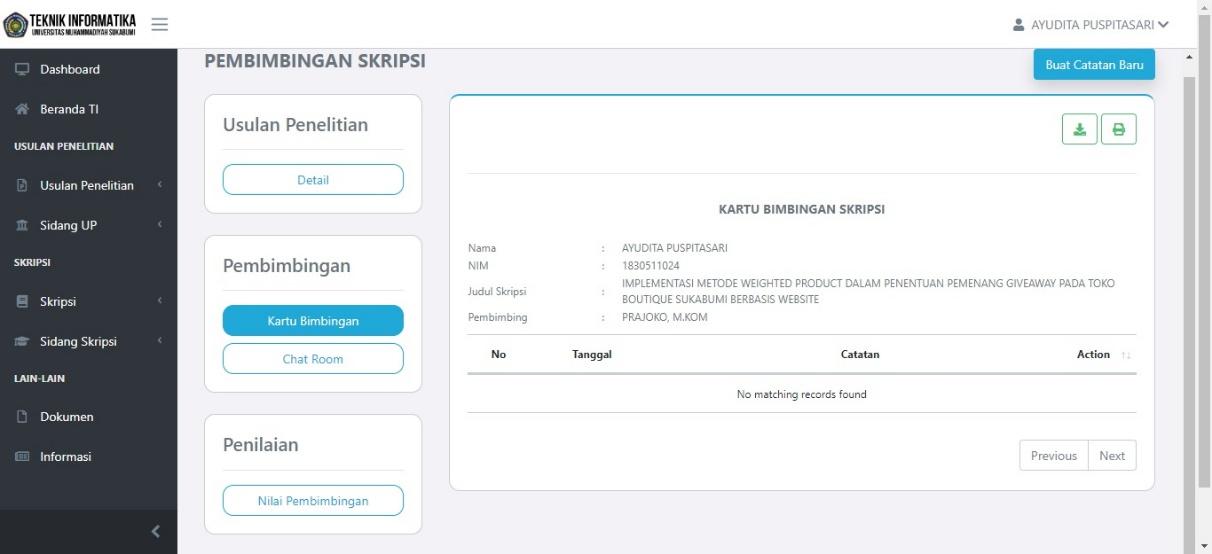 TEKNIK INFORMATIKA
UNIVERSITAS MUHAMMADIYAH SUKABUMI
AYUDITA PUSPITASARI
Dashboard
Beranda TI
USULAN PENELITIAN
Usulan Penelitian
Sidang UP
SKRIPSI
Skripsi
Sidang Skripsi
LAIN-LAIN
Dokumen
Informasi
PEMBIMBINGAN SKRIPSI
Buat Catatan Baru
Usulan Penelitian
Detail
Pembimbingan
Kartu Bimbingan
Chat Room
Penilaian
Nilai Pembimbingan
KARTU BIMBINGAN SKRIPSI
Nama : AYUDITA PUSPITASARI
NIM : 1830511024
Judul Skripsi : IMPLEMENTASI METODE WEIGHTED PRODUCT DALAM PENENTUAN PEMENANG GIVEAWAY PADA TOKO
BOUTIQUE SUKABUMI BERBASIS WEBSITE
Pembimbing : PRAJOKO, M.KOM
No Tanggal Catatan Action
No matching records found
Previous Next